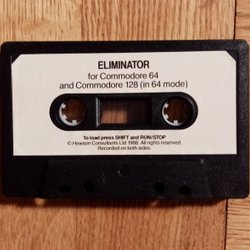 ELIMINATOR
for Commodore 64
and Commodore 128 (in 64 mode)
To load press SHIFT and RUN/STOP
© Hewson Consultants Ltd 1988. All rights reserved.
Recorded on both sides.